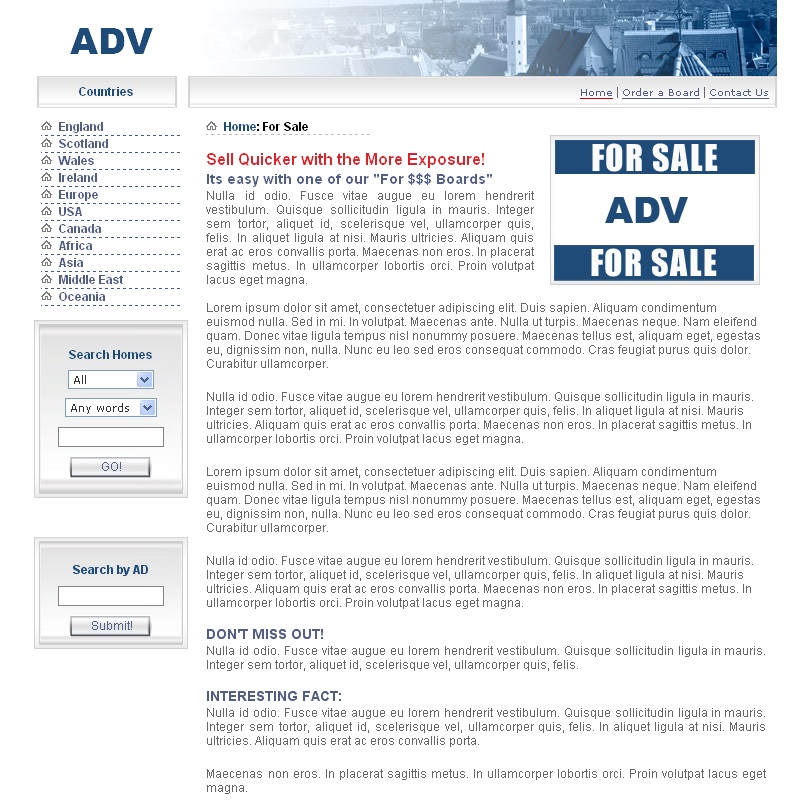 ADV
Countries
Home | Order a Board | Contact Us
England
Scotland
Wales
Ireland
Europe
USA
Canada
Africa
Asia
Middle East
Oceania
Search Homes
All
Any words
GO!
Search by AD
Submit!
Home: For Sale
Sell Quicker with the More Exposure!
Its easy with one of our "For $$$ Boards"
Nulla id odio. Fusce vitae augue eu lorem hendrerit
vestibulum. Quisque sollicitudin ligula in mauris. Integer
sem tortor, aliquet id, scelerisque vel, ullamcorper quis,
felis. In aliquet ligula at nisi. Mauris ultricies. Aliquam quis
erat ac eros convallis porta. Maecenas non eros. In placerat
sagittis metus. In ullamcorper lobortis orci. Proin volutpat
lacus eget magna.
FOR SALE
ADV
FOR SALE
Lorem ipsum dolor sit amet, consectetuer adipiscing elit. Duis sapien. Aliquam condimentum
euismod nulla. Sed in mi. In volutpat. Maecenas ante. Nulla ut turpis. Maecenas neque. Nam eleifend
quam. Donec vitae ligula tempus nisl nonummy posuere. Maecenas tellus est, aliquam eget, egestas
eu, dignissim non, nulla. Nunc eu leo sed eros consequat commodo. Cras feugiat purus quis dolor.
Curabitur ullamcorper.
Nulla id odio. Fusce vitae augue eu lorem hendrerit vestibulum. Quisque sollicitudin ligula in mauris.
Integer sem tortor, aliquet id, scelerisque vel, ullamcorper quis, felis. In aliquet ligula at nisi. Mauris
ultricies. Aliquam quis erat ac eros convallis porta. Maecenas non eros. In placerat sagittis metus. In
ullamcorper lobortis orci. Proin volutpat lacus eget magna.
Lorem ipsum dolor sit amet, consectetuer adipiscing elit. Duis sapien. Aliquam condimentum
euismod nulla. Sed in mi. In volutpat. Maecenas ante. Nulla ut turpis. Maecenas neque. Nam eleifend
quam. Donec vitae ligula tempus nisl nonummy posuere. Maecenas tellus est, aliquam eget, egestas
eu, dignissim non, nulla. Nunc eu leo sed eros consequat commodo. Cras feugiat purus quis dolor.
Curabitur ullamcorper.
Nulla id odio. Fusce vitae augue eu lorem hendrerit vestibulum. Quisque sollicitudin ligula in mauris.
Integer sem tortor, aliquet id, scelerisque vel, ullamcorper quis, felis. In aliquet ligula at nisi. Mauris
ultricies. Aliquam quis erat ac eros convallis porta. Maecenas non eros. In placerat sagittis metus. In
ullamcorper lobortis orci. Proin volutpat lacus eget magna.
DON'T MISS OUT!
Nulla id odio. Fusce vitae augue eu lorem hendrerit vestibulum. Quisque sollicitudin ligula in mauris.
Integer sem tortor, aliquet id, scelerisque vel, ullamcorper quis, felis.
INTERESTING FACT:
Nulla id odio. Fusce vitae augue eu lorem hendrerit vestibulum. Quisque sollicitudin ligula in mauris.
Integer sem tortor, aliquet id, scelerisque vel, ullamcorper quis, felis. In aliquet ligula at nisi. Mauris
ultricies. Aliquam quis erat ac eros convallis porta.
Maecenas non eros. In placerat sagittis metus. In ullamcorper lobortis orci. Proin volutpat lacus eget
magna.